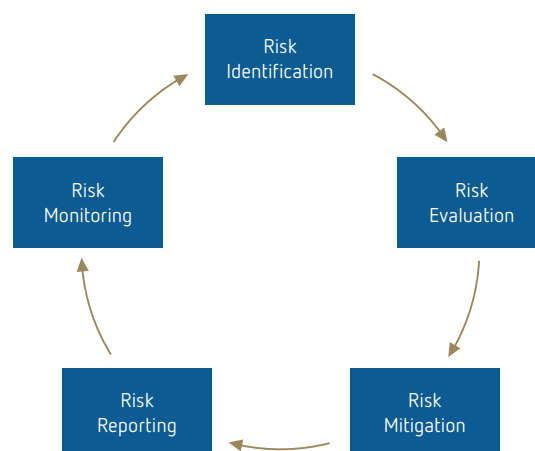 Risk
Identification
Risk
Evaluation
Risk
Mitigation
Risk
Reporting
Risk
Monitoring